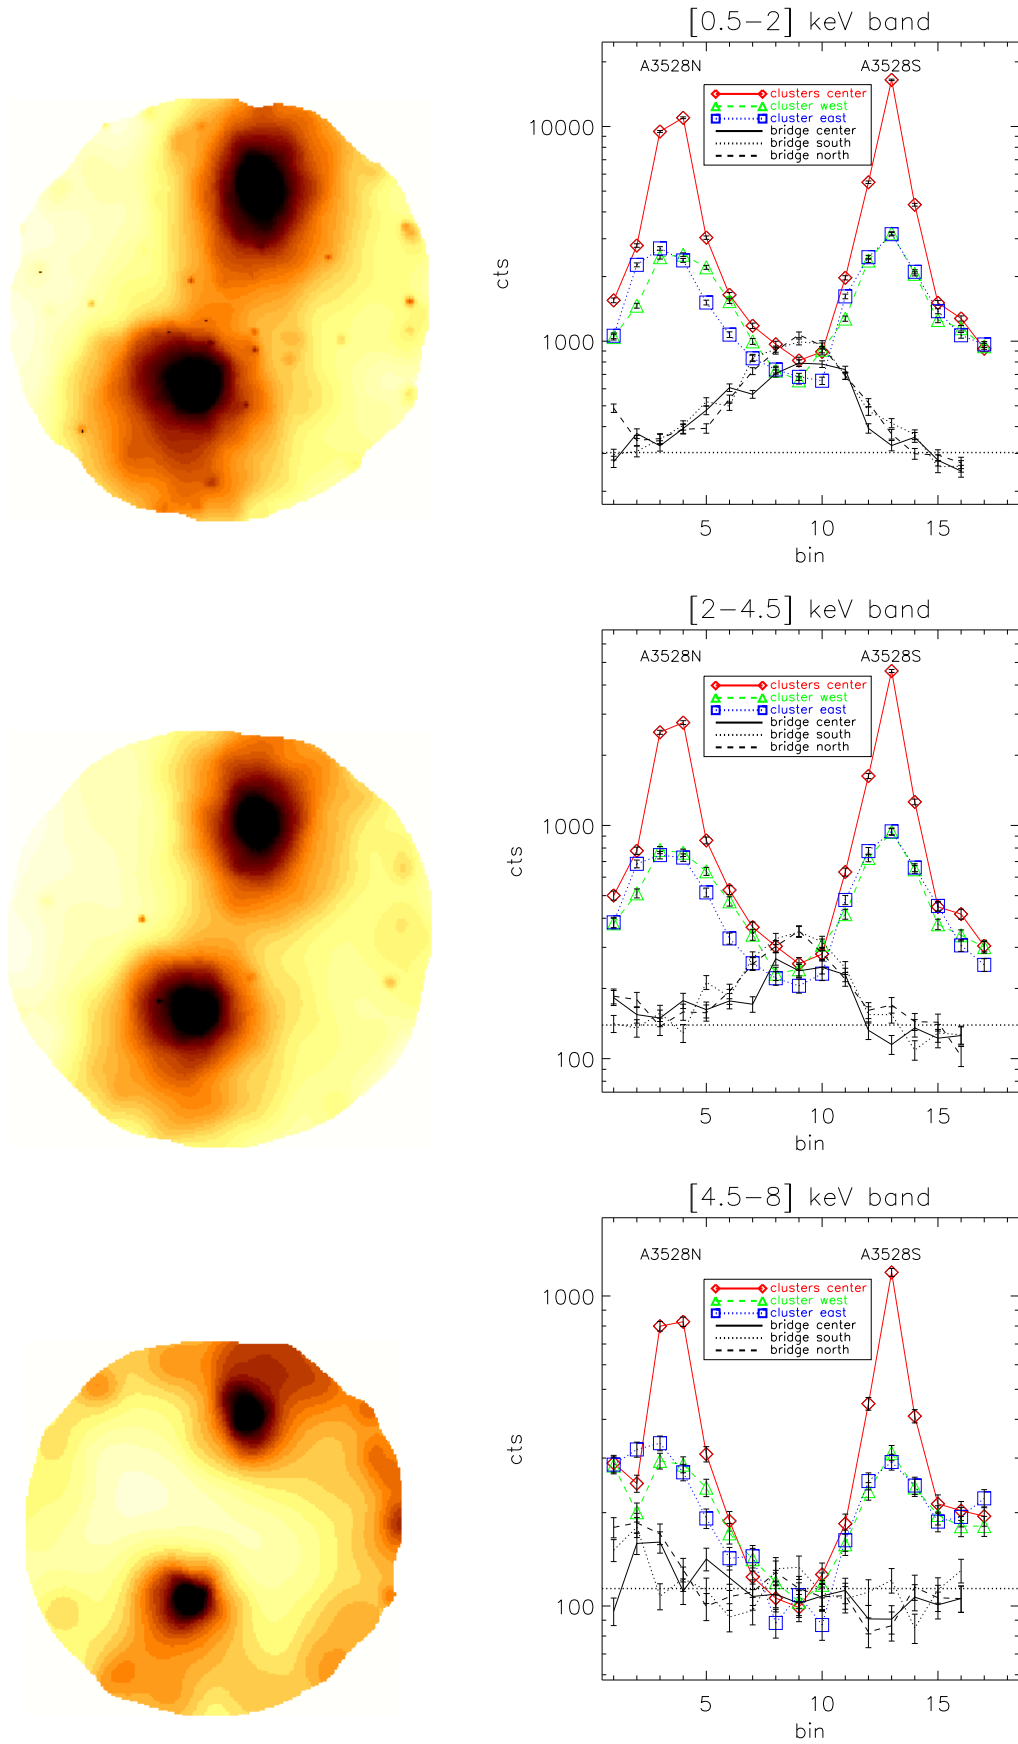 [0.5−2] keV band
A3528N A3528S
clusters center
cluster west
cluster east
bridge center
bridge south
bridge north
10000
1000
cts
5 10 15
bin
[2−4.5] keV band
A3528N A3528S
clusters center
cluster west
cluster east
bridge center
bridge south
bridge north
1000
100
cts
5 10 15
bin
[4.5−8] keV band
A3528N A3528S
clusters center
cluster west
cluster east
bridge center
bridge south
bridge north
1000
100
cts
5 10 15
bin